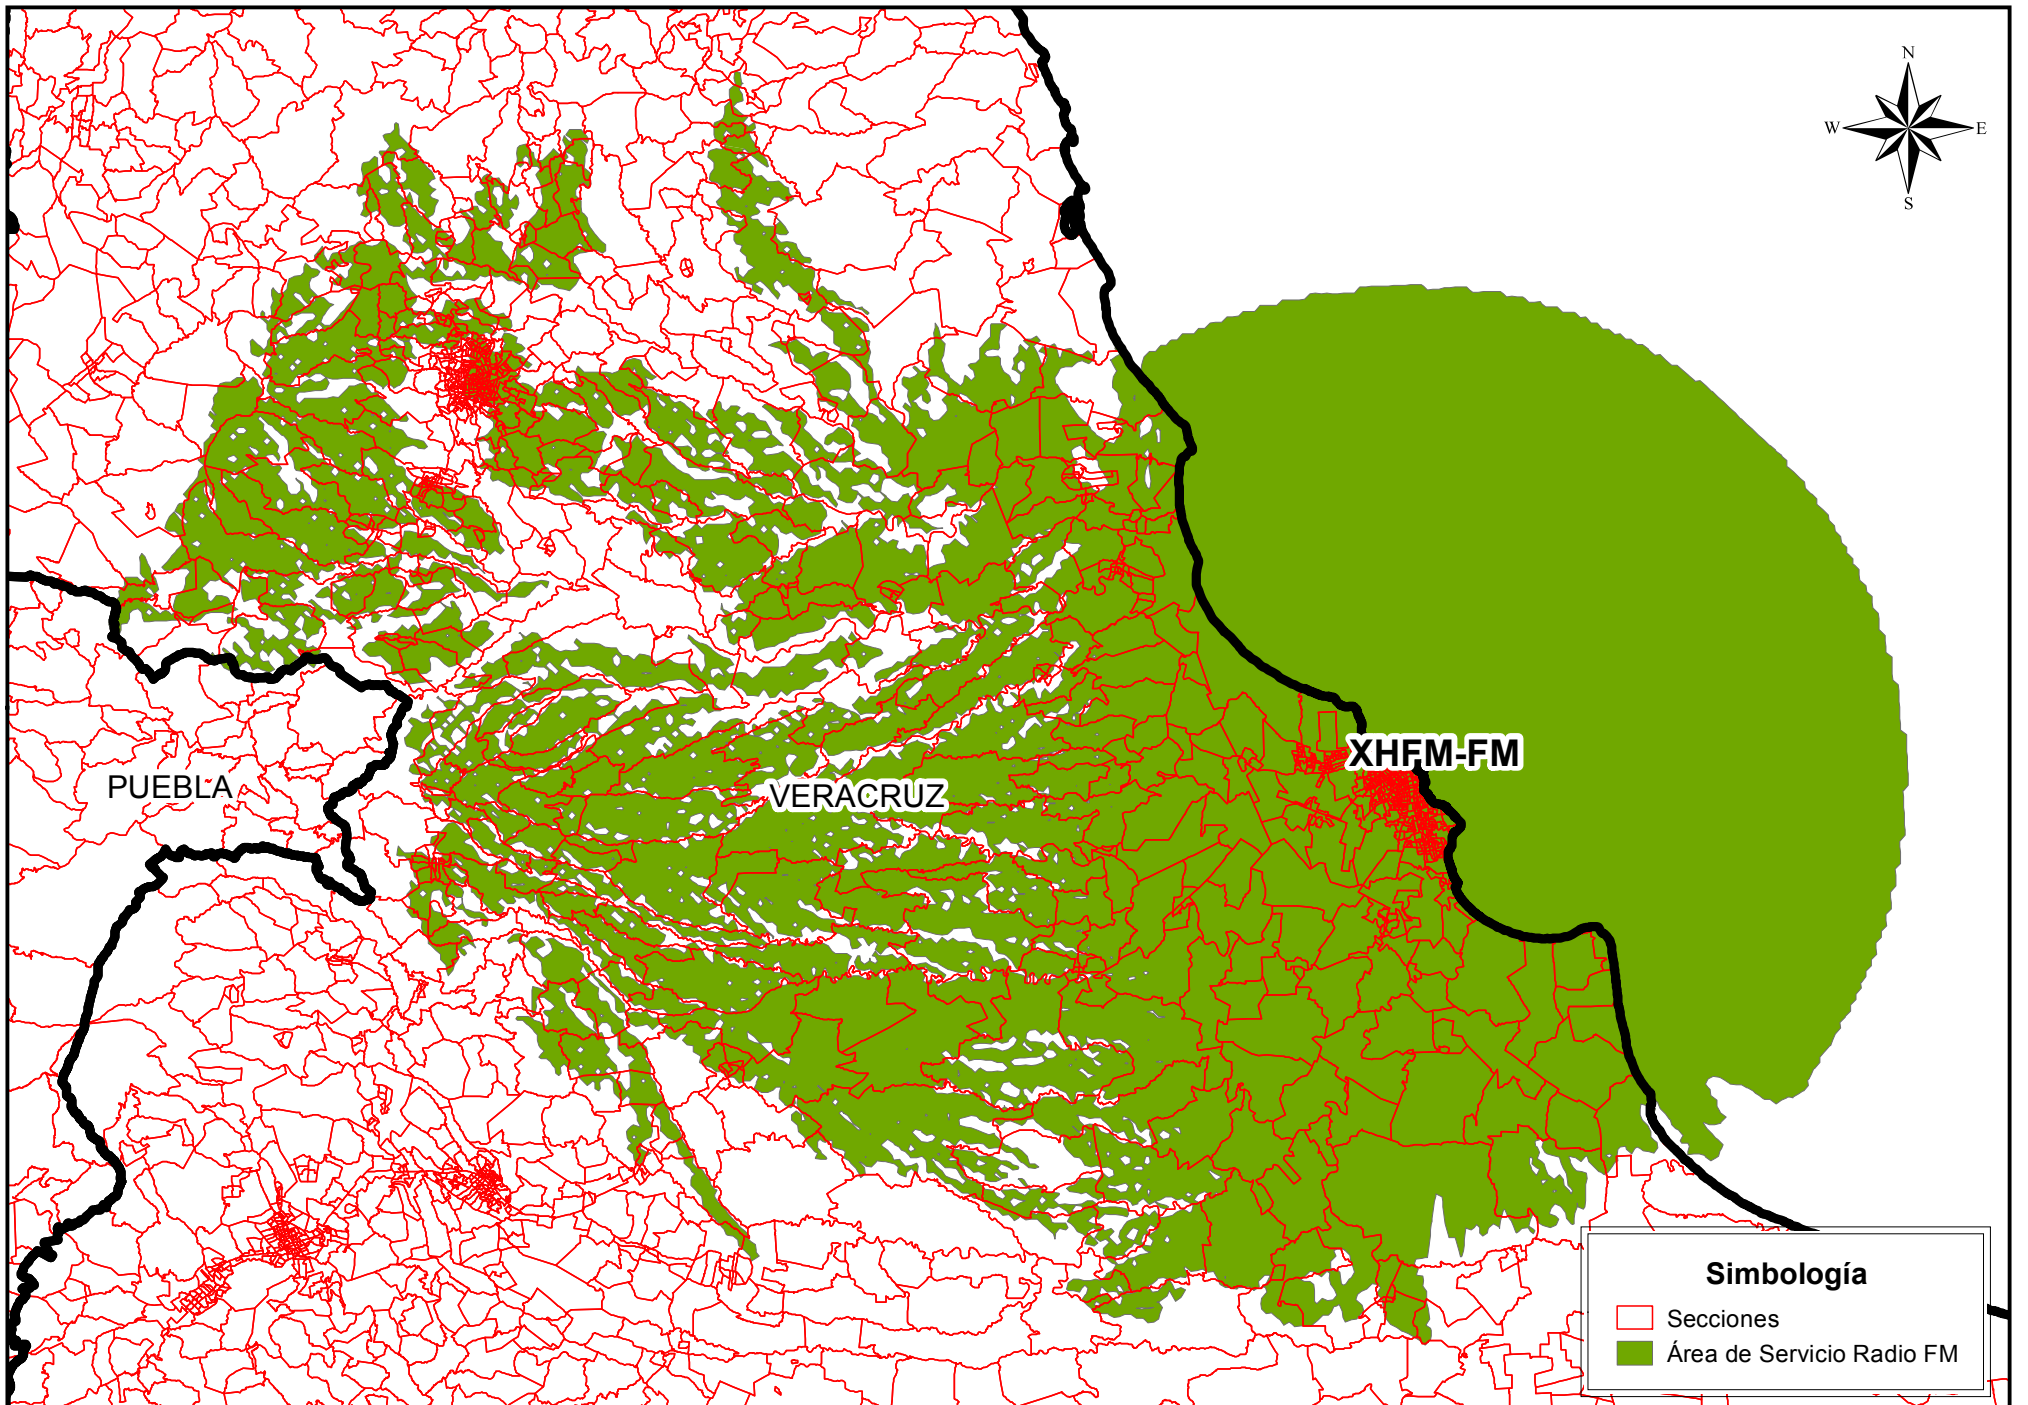 N
W E
S
XHFM-FM
PUEBLA
VERACRUZ
Simbología
Secciones
Área de Servicio Radio FM